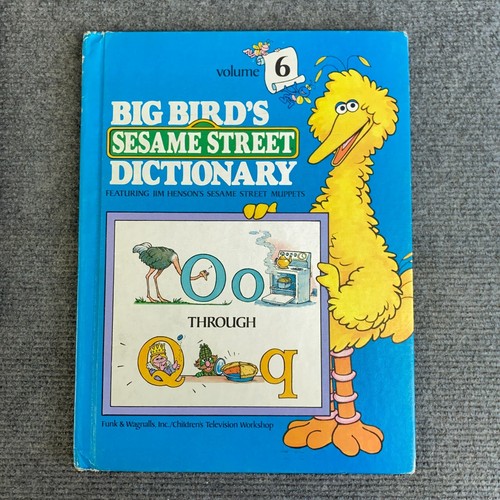 volume 6
BIG BIRD'S
SESAME STREET
DICTIONARY
FEATURING JIM HENSON'S SESAME STREET MUPPETS
Oo
THROUGH
Qq
Funk & Wagnalls, Inc./Children's Television Workshop